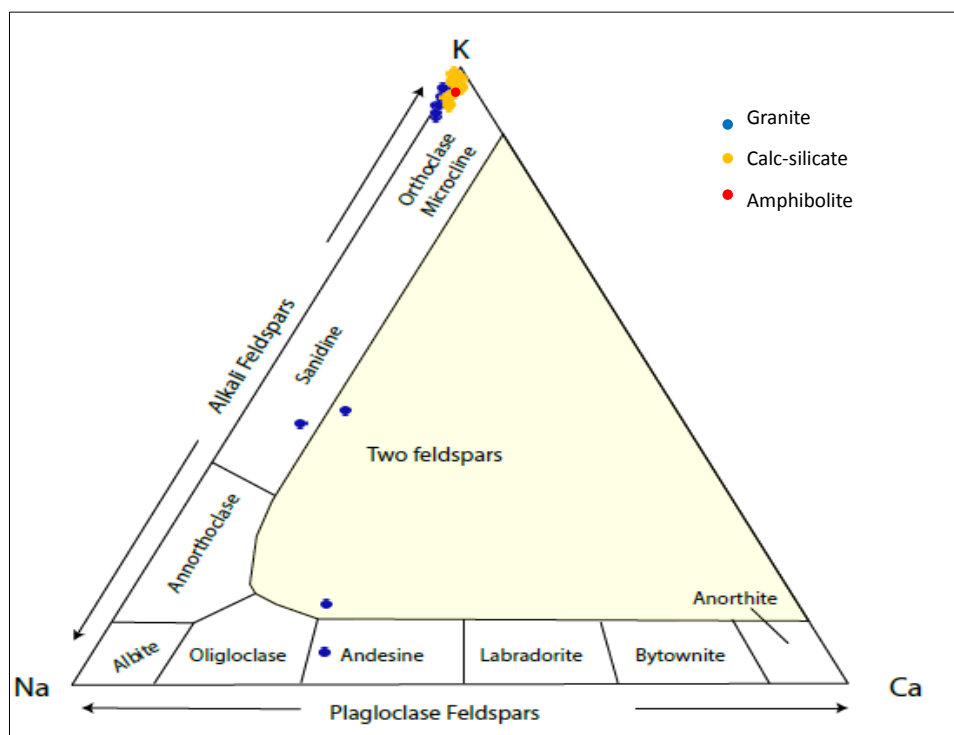 K
Granite
Calc-silicate
Amphibolite
Orthoclase
Microcline
Alkali Feldspars
Sanidine
Two feldspars
Annorthoclase
Anorthite
Albite
Oligloclase
Andesine
Labradorite
Bytownite
Na
Ca
Plagloclase Feldspars